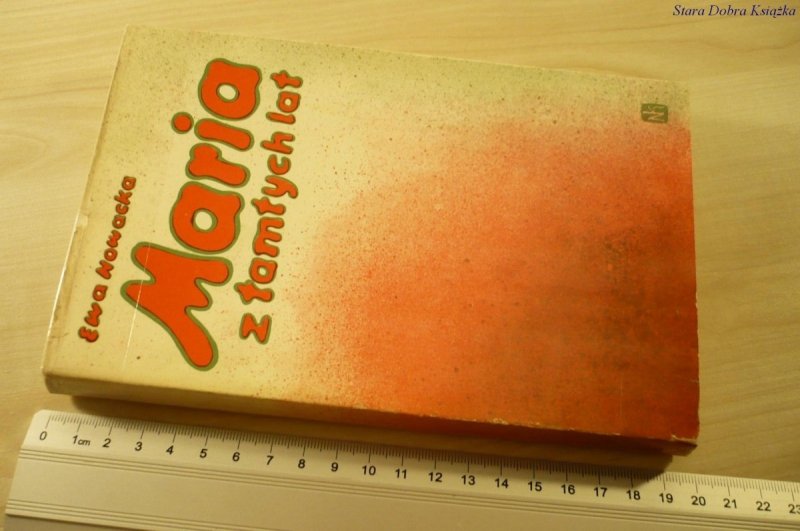 Stara Dobra Książka
Ewa Nowacka
Maria
z tamtych lat
0 1cm 2 3 4 5 6 7 8 9 10 11 12 13 14 15 16 17 18 19 20 21 22 23